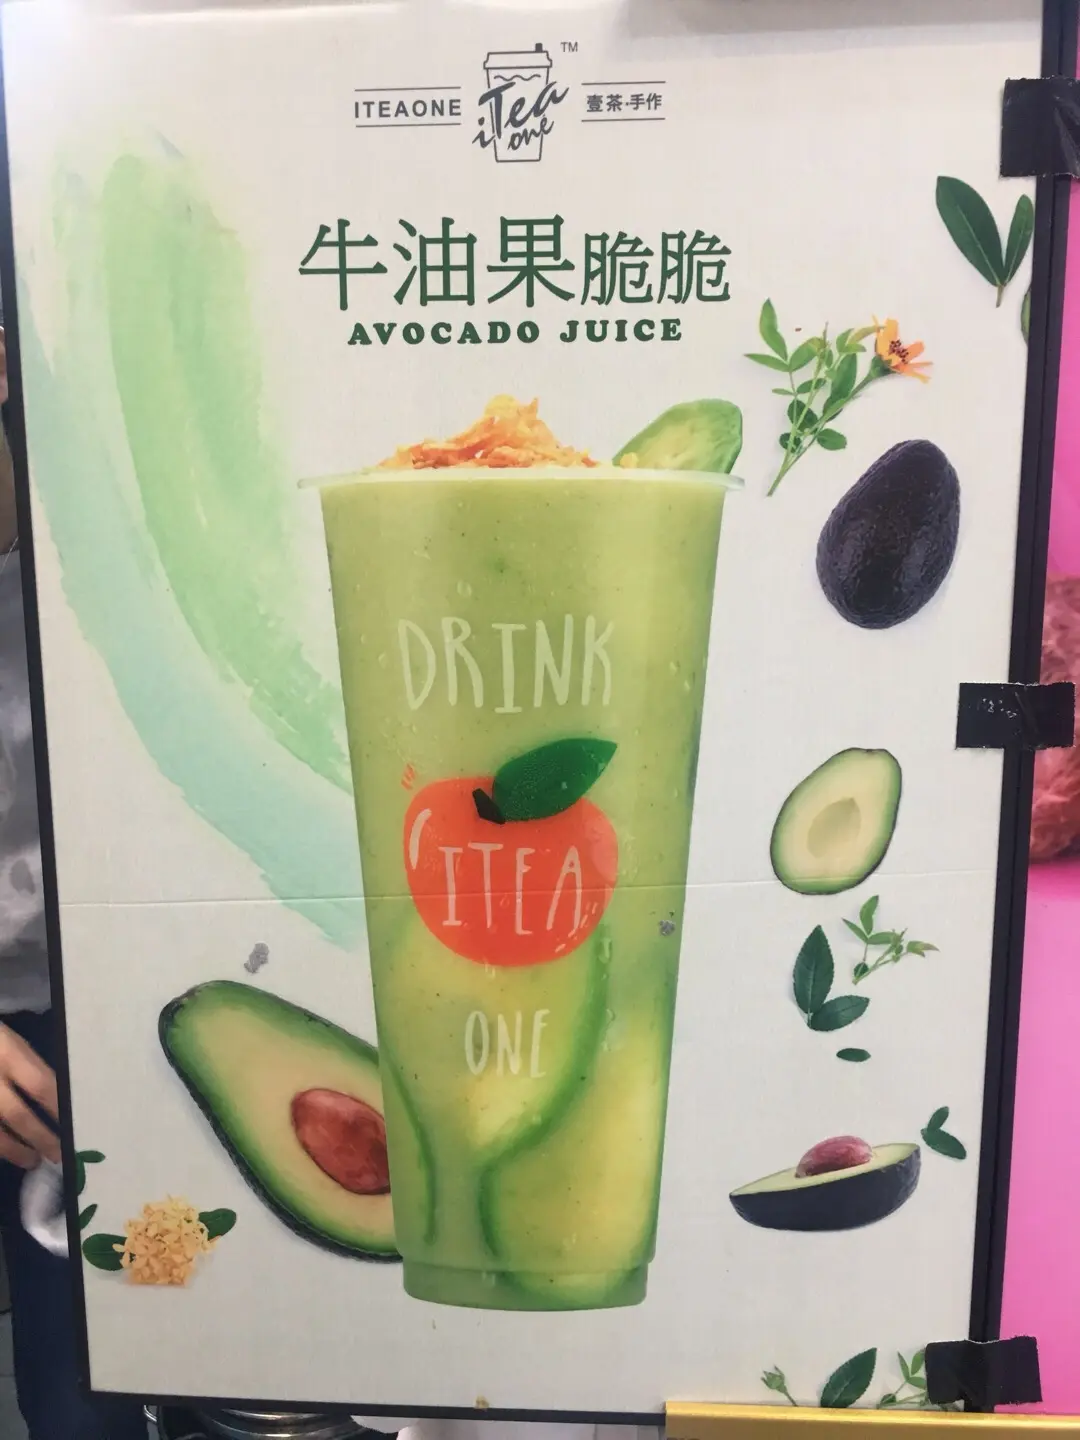 ITEAONE
iTea one
TM
壹茶·手作
牛油果脆脆
AVOCADO JUICE
DRINK
ITEA
ONE